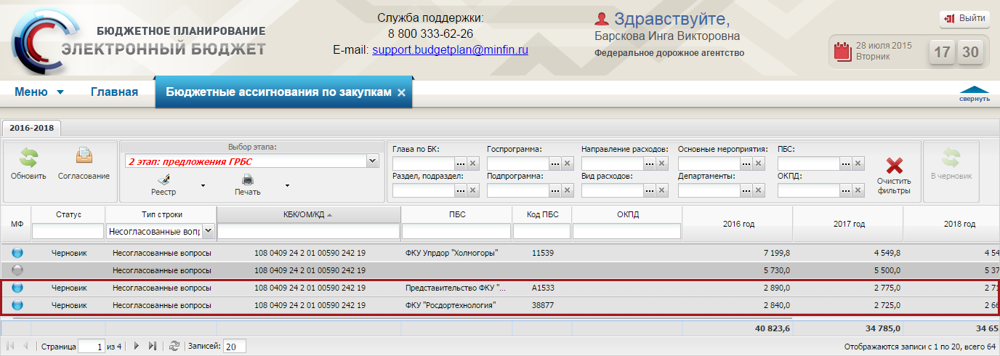 БЮДЖЕТНОЕ ПЛАНИРОВАНИЕ
ЭЛЕКТРОННЫЙ БЮДЖЕТ
Служба поддержки:
8 800 333-62-26
E-mail: support.budgetplan@minfin.ru
Здравствуйте,
Барскова Инга Викторовна
Федеральное дорожное агентство
Выйти
28 июля 2015
Вторник
17 30
Меню Главная Бюджетные ассигнования по закупкам
свернуть
2016-2018
Обновить Согласование
Выбор этапа:
2 этап: предложения ГРБС
Реестр Печать
Глава по БК: Госпрограмма: Направление расходов: Основные мероприятия: ПБС:
Раздел, подраздел: Подпрограмма: Вид расходов: Департаменты: ОКПД:
Очистить фильтры
В черновик
МФ Статус Тип строки КБК/ОМ/КД ПБС Код ПБС ОКПД 2016 год 2017 год 2018 год
Несогласованные вопр
Черновик Несогласованные вопросы 108 0409 24 2 01 00590 242 19 ФКУ Упрдор "Холмогоры" 11539 7 199,8 4 549,8 4 54
Несогласованные вопросы 108 0409 24 2 01 00590 242 19 5 730,0 5 500,0 5 37
Черновик Несогласованные вопросы 108 0409 24 2 01 00590 242 19 Представительство ФКУ "... А1533 2 890,0 2 775,0 2 71
Черновик Несогласованные вопросы 108 0409 24 2 01 00590 242 19 ФКУ "Росдортехнология" 38877 2 840,0 2 725,0 2 66
40 823,6 34 785,0 34 65
Страница 1 из 4 Записей: 20 Отображаются записи с 1 по 20, всего 64